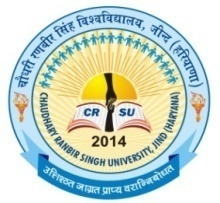 चौधरी रणबीर सिंह विश्वविद्यालय, जीन्द (हरियाणा)
CR SU
2014
CHAUDHARY RANBIR SINGH UNIVERSITY, JIND (HARYANA)
उत्तिष्ठत जाग्रत प्राप्य वरान्निबोधत